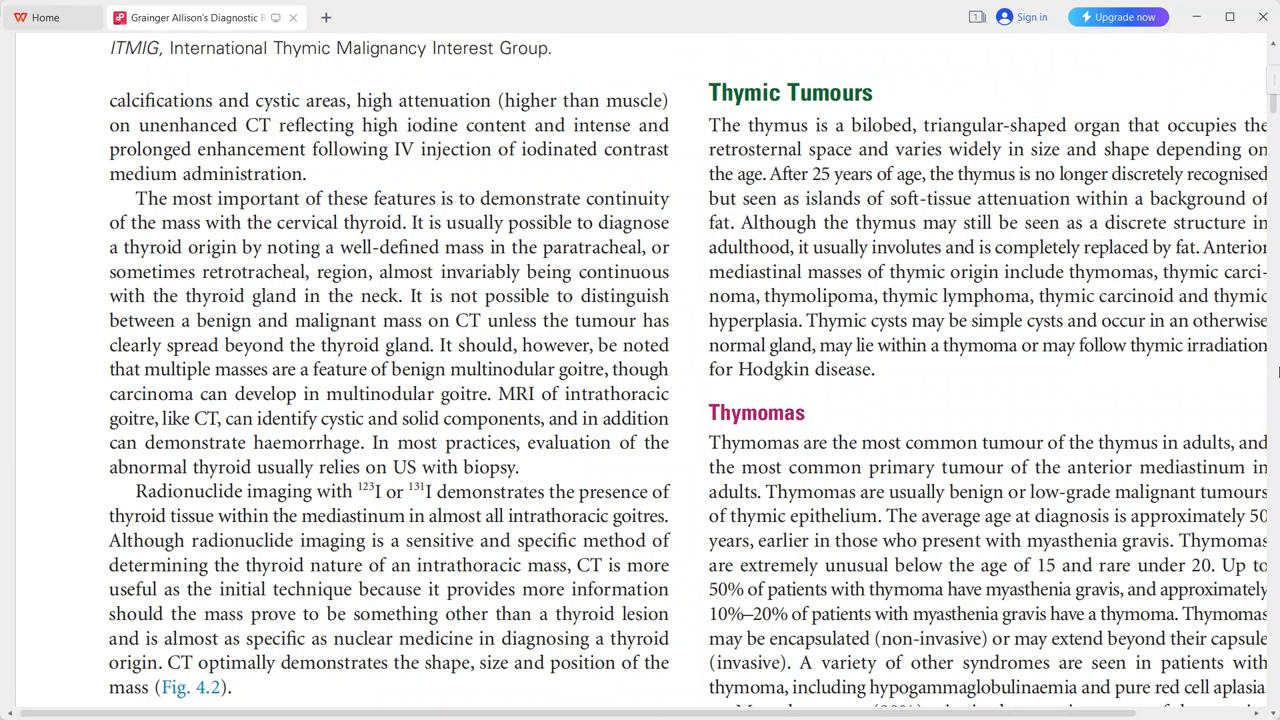 Home
Grainger Allison's Diagnostic
Sign in
Upgrade now
ITMIG, International Thymic Malignancy Interest Group.
calcifications and cystic areas, high attenuation (higher than muscle)
on unenhanced CT reflecting high iodine content and intense and
prolonged enhancement following IV injection of iodinated contrast
medium administration.
The most important of these features is to demonstrate continuity
of the mass with the cervical thyroid. It is usually possible to diagnose
a thyroid origin by noting a well-defined mass in the paratracheal, or
sometimes retrotracheal, region, almost invariably being continuous
with the thyroid gland in the neck. It is not possible to distinguish
between a benign and malignant mass on CT unless the tumour has
clearly spread beyond the thyroid gland. It should, however, be noted
that multiple masses are a feature of benign multinodular goitre, though
carcinoma can develop in multinodular goitre. MRI of intrathoracic
goitre, like CT, can identify cystic and solid components, and in addition
can demonstrate haemorrhage. In most practices, evaluation of the
abnormal thyroid usually relies on US with biopsy.
Radionuclide imaging with ¹²³I or ¹³¹I demonstrates the presence of
thyroid tissue within the mediastinum in almost all intrathoracic goitres.
Although radionuclide imaging is a sensitive and specific method of
determining the thyroid nature of an intrathoracic mass, CT is more
useful as the initial technique because it provides more information
should the mass prove to be something other than a thyroid lesion
and is almost as specific as nuclear medicine in diagnosing a thyroid
origin. CT optimally demonstrates the shape, size and position of the
mass (Fig. 4.2).
Thymic Tumours
The thymus is a bilobed, triangular-shaped organ that occupies the
retrosternal space and varies widely in size and shape depending on
the age. After 25 years of age, the thymus is no longer discretely recognised
but seen as islands of soft-tissue attenuation within a background of
fat. Although the thymus may still be seen as a discrete structure in
adulthood, it usually involutes and is completely replaced by fat. Anterior
mediastinal masses of thymic origin include thymomas, thymic carci-
noma, thymolipoma, thymic lymphoma, thymic carcinoid and thymic
hyperplasia. Thymic cysts may be simple cysts and occur in an otherwise
normal gland, may lie within a thymoma or may follow thymic irradiation
for Hodgkin disease.
Thymomas
Thymomas are the most common tumour of the thymus in adults, and
the most common primary tumour of the anterior mediastinum in
adults. Thymomas are usually benign or low-grade malignant tumours
of thymic epithelium. The average age at diagnosis is approximately 50
years, earlier in those who present with myasthenia gravis. Thymomas
are extremely unusual below the age of 15 and rare under 20. Up to
50% of patients with thymoma have myasthenia gravis, and approximately
10%–20% of patients with myasthenia gravis have a thymoma. Thymomas
may be encapsulated (non-invasive) or may extend beyond their capsule
(invasive). A variety of other syndromes are seen in patients with
thymoma, including hypogammaglobulinaemia and pure red cell aplasia